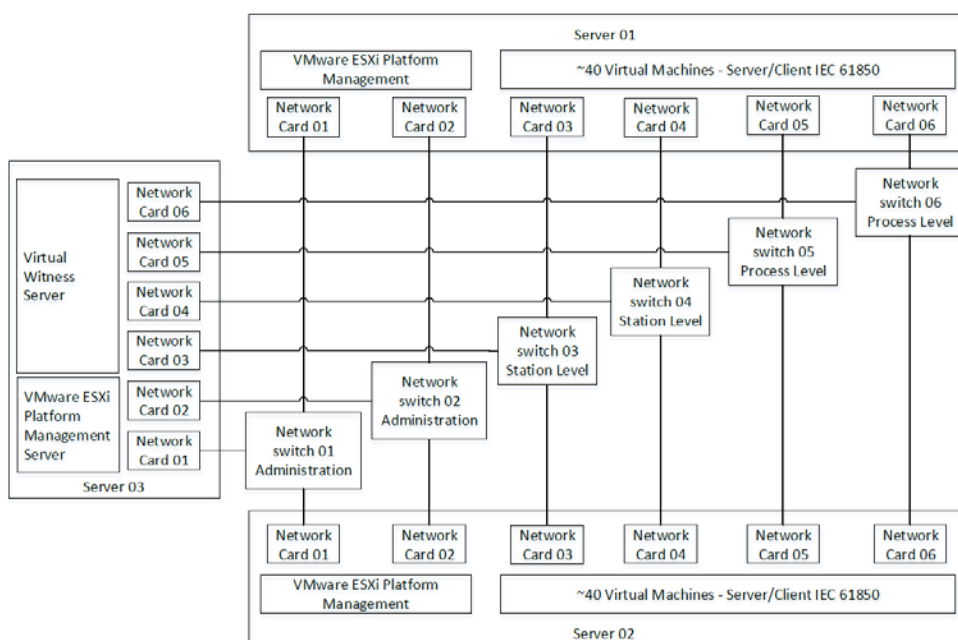 Server 01
VMware ESXi Platform
Management
~40 Virtual Machines - Server/Client IEC 61850
Network
Card 01
Network
Card 02
Network
Card 03
Network
Card 04
Network
Card 05
Network
Card 06
Virtual
Witness
Server
Network
Card 06
Network
Card 05
Network
Card 04
Network
Card 03
VMware ESXi
Platform
Management
Server
Network
Card 02
Network
Card 01
Server 03
Network
switch 06
Process Level
Network
switch 05
Process Level
Network
switch 04
Station Level
Network
switch 03
Station Level
Network
switch 02
Administration
Network
switch 01
Administration
Network
Card 01
Network
Card 02
Network
Card 03
Network
Card 04
Network
Card 05
Network
Card 06
VMware ESXi Platform
Management
~40 Virtual Machines - Server/Client IEC 61850
Server 02